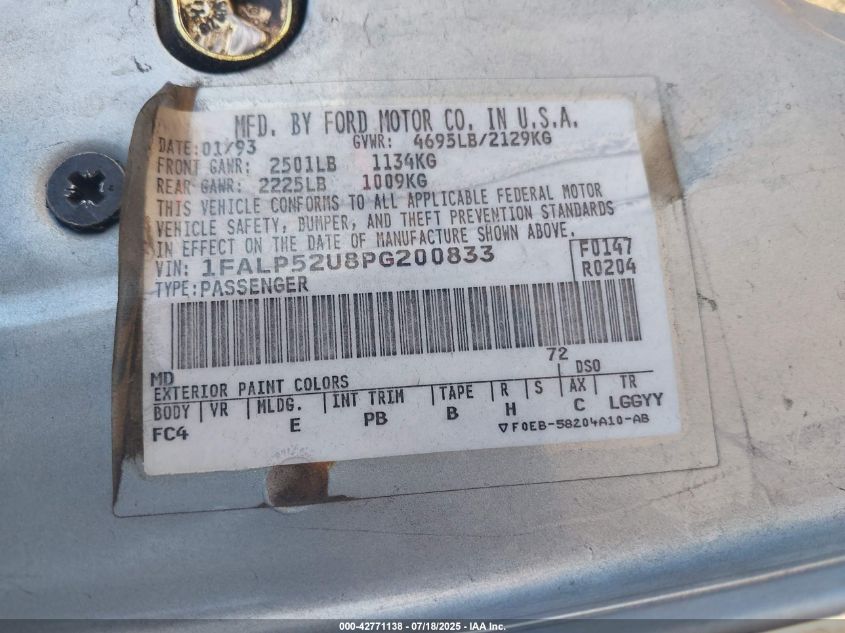 MFD. BY FORD MOTOR CO. IN U.S.A.
DATE: 01/93 GVWR: 4695LB/2129KG
FRONT GAWR: 2501LB 1134KG
REAR GAWR: 2225LB 1009KG
THIS VEHICLE CONFORMS TO ALL APPLICABLE FEDERAL MOTOR
VEHICLE SAFETY, BUMPER, AND THEFT PREVENTION STANDARDS
IN EFFECT ON THE DATE OF MANUFACTURE SHOWN ABOVE.
VIN: 1FALP52U8PG200833 F0147
TYPE: PASSENGER R0204
72
MD DSO
EXTERIOR PAINT COLORS
BODY VR MLDG. INT TRIM TAPE R S AX TR
FC4 E PB B H C LGGYY
▽F0EB-58204A10-AB
000-42771138 - 07/18/2025 - IAA Inc.